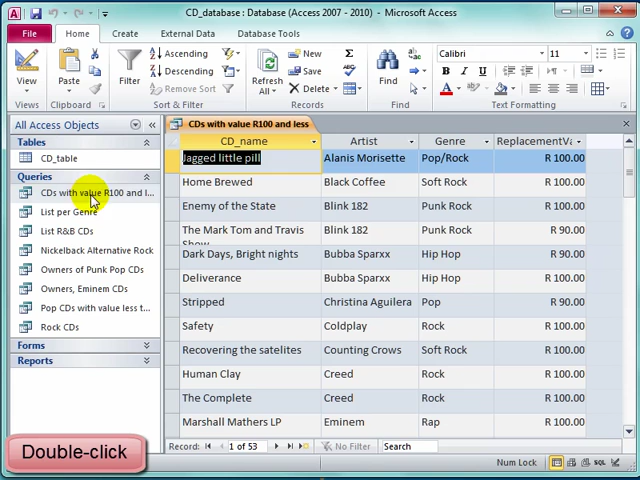 CD_database : Database (Access 2007 - 2010) - Microsoft Access
File Home Create External Data Database Tools
Views Paste Filter Ascending Descending Remove Sort Refresh All New Save Delete Find Calibri 11
B I U
Views Clipboard Sort & Filter Records Find Text Formatting
All Access Objects
Tables
CD_table
Queries
CDs with value R100 and l...
List per Genre
List R&B CDs
Nickelback Alternative Rock
Owners of Punk Pop CDs
Owners, Eminem CDs
Pop CDs with value less t...
Rock CDs
Forms
Reports
CDs with value R100 and less
CD_name Artist Genre ReplacementVa
Jagged little pill Alanis Morisette Pop/Rock R 100.00
Home Brewed Black Coffee Soft Rock R 100.00
Enemy of the State Blink 182 Punk Rock R 100.00
The Mark Tom and Travis Show Blink 182 Punk Rock R 90.00
Dark Days, Bright nights Bubba Sparxx Hip Hop R 100.00
Deliverance Bubba Sparxx Hip Hop R 100.00
Stripped Christina Aguilera Pop R 90.00
Safety Coldplay Rock R 100.00
Recovering the satelites Counting Crows Soft Rock R 100.00
Human Clay Creed Rock R 100.00
The Complete Creed Rock R 100.00
Marshall Mathers LP Eminem Rap R 100.00
Record: 1 of 53 No Filter Search
Double-click
Num Lock SQL